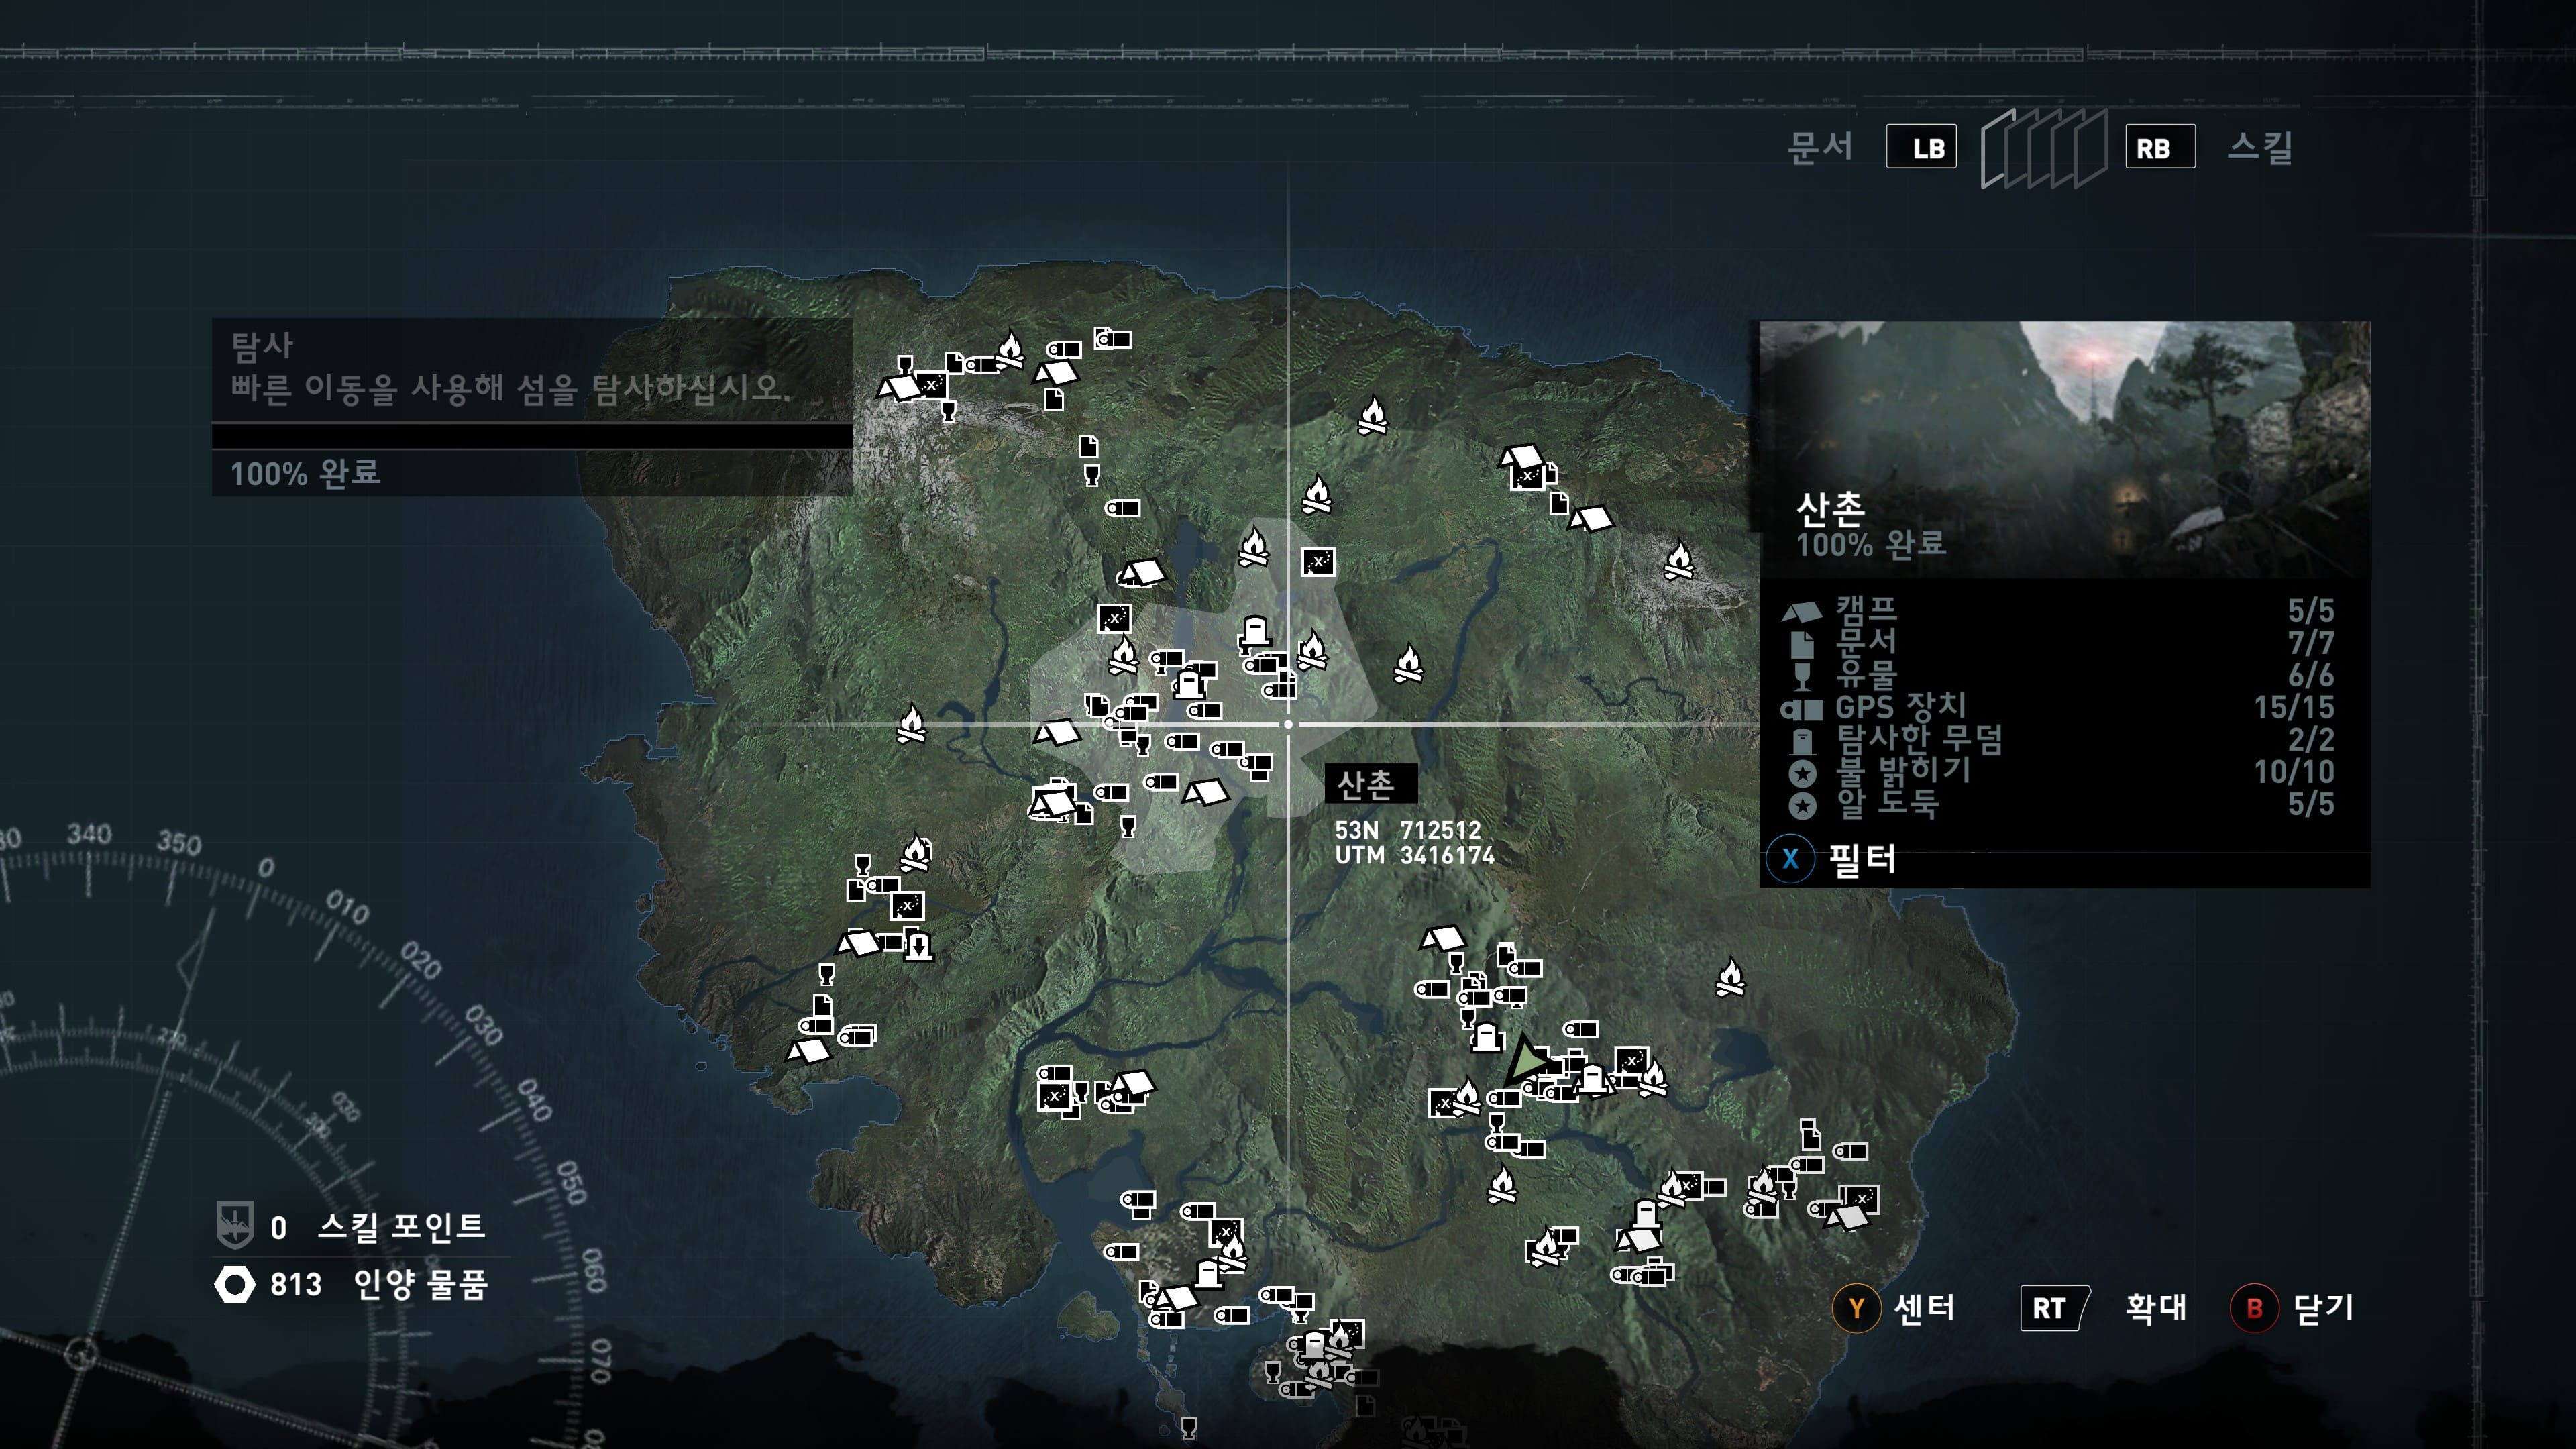 문서 LB RB 스킬
탐사
빠른 이동을 사용해 섬을 탐사하십시오.
100% 완료
산촌
100% 완료
캠프 5/5
문서 7/7
유물 6/6
GPS 장치 15/15
탐사한 무덤 2/2
불 밝히기 10/10
알 도둑 5/5
X 필터
산촌
53N 712512
UTM 3416174
340 350 0 010 020 030 040 050 060 070
270
030
0 스킬 포인트
813 인양 물품
Y 센터 RT 확대 B 닫기